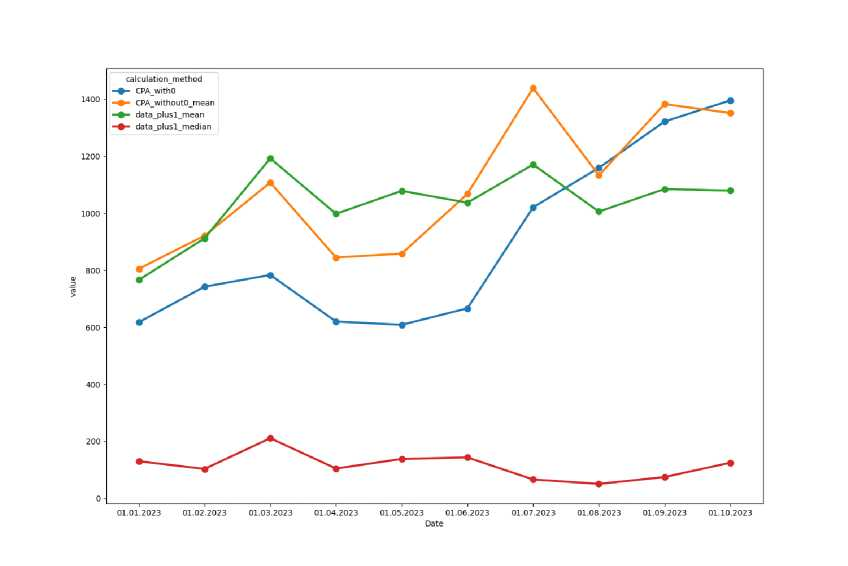 calculation_method
CPA_with0
CPA_without0_mean
data_plus1_mean
data_plus1_median
1400
1200
1000
800
600
400
200
0
value
01.01.2023 01.02.2023 01.03.2023 01.04.2023 01.05.2023 01.06.2023 01.07.2023 01.08.2023 01.09.2023 01.10.2023
Date